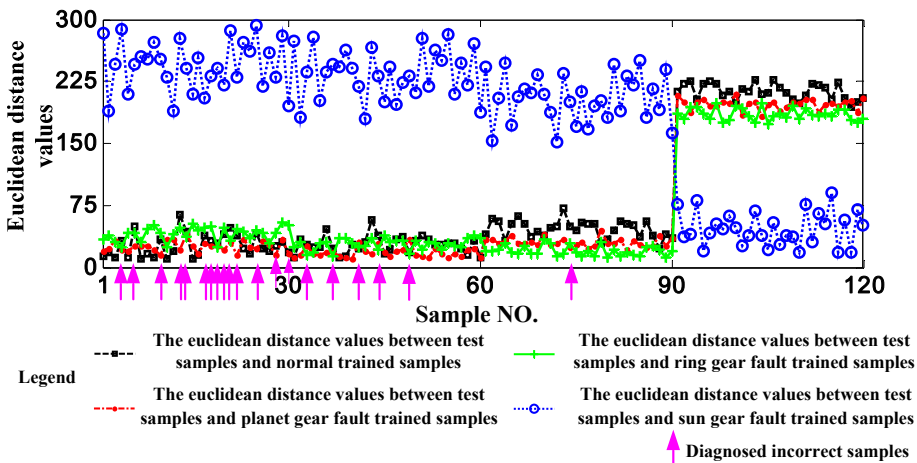 300
225
150
75
0
Euclidean distance
values
1
30
60
90
120
Sample NO.
Legend
The euclidean distance values between test
samples and normal trained samples
The euclidean distance values between test
samples and ring gear fault trained samples
The euclidean distance values between test
samples and planet gear fault trained samples
The euclidean distance values between test
samples and sun gear fault trained samples
Diagnosed incorrect samples